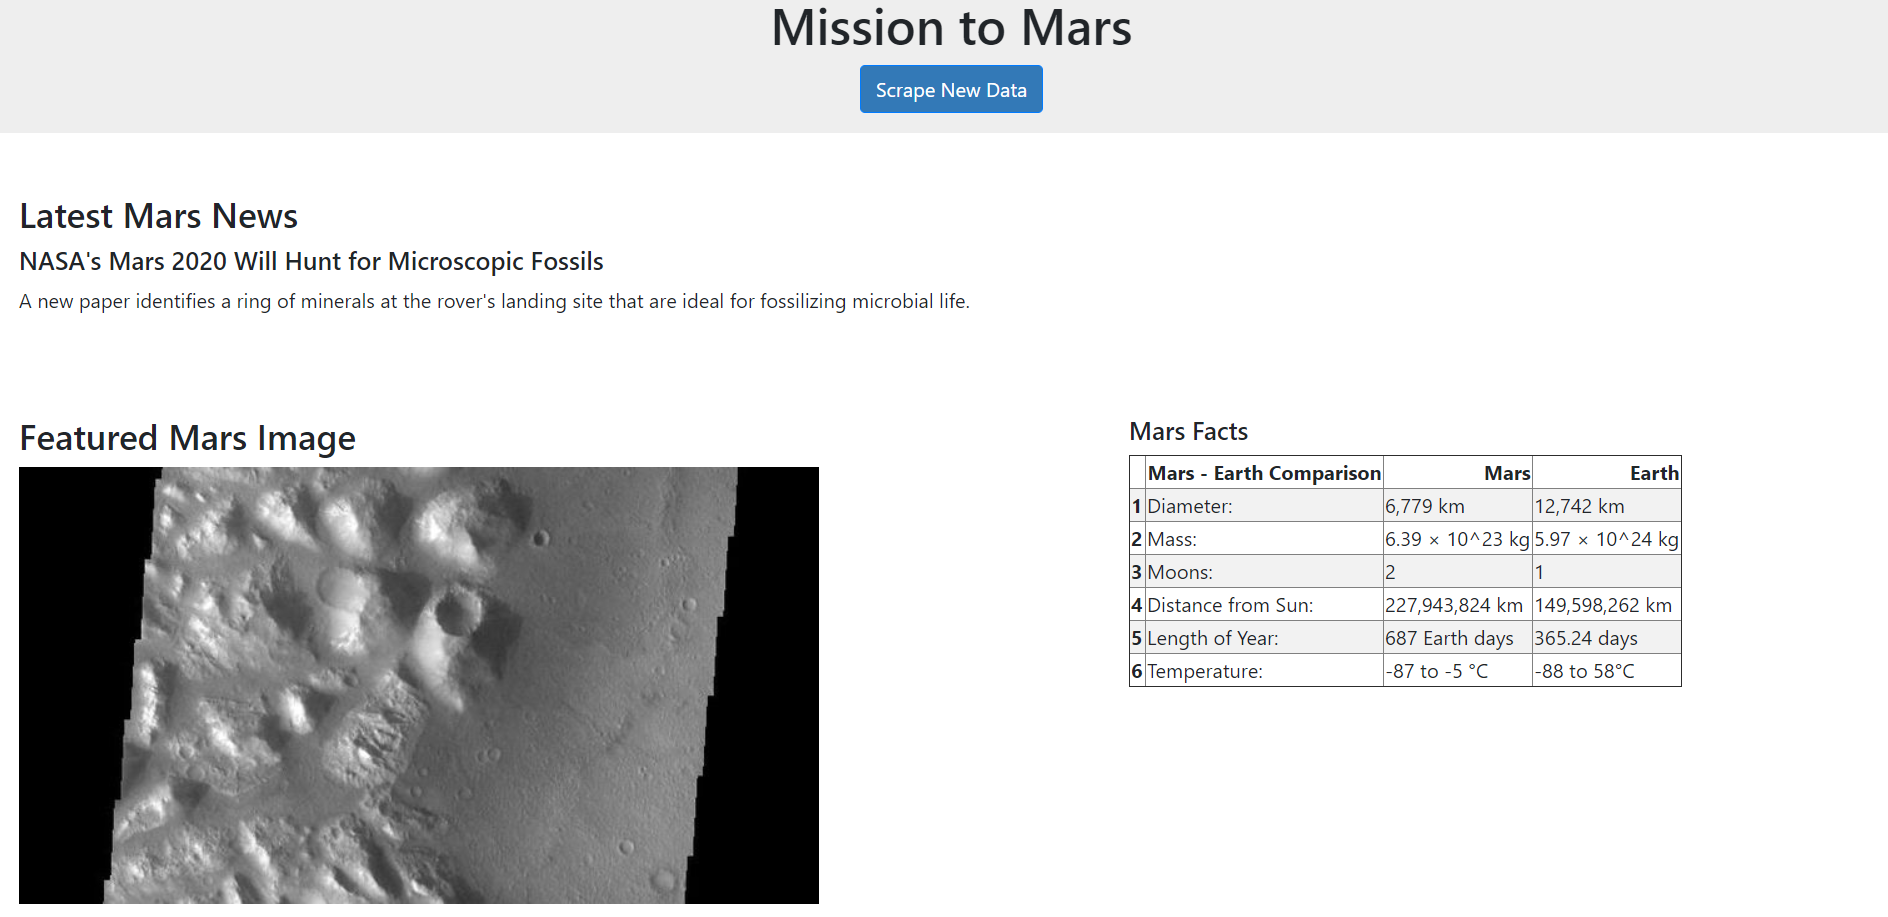 Mission to Mars
Scrape New Data
Latest Mars News
NASA's Mars 2020 Will Hunt for Microscopic Fossils
A new paper identifies a ring of minerals at the rover's landing site that are ideal for fossilizing microbial life.
Featured Mars Image
Mars Facts
Mars - Earth Comparison Mars Earth
1 Diameter: 6,779 km 12,742 km
2 Mass: 6.39 × 10^23 kg 5.97 × 10^24 kg
3 Moons: 2 1
4 Distance from Sun: 227,943,824 km 149,598,262 km
5 Length of Year: 687 Earth days 365.24 days
6 Temperature: -87 to -5 °C -88 to 58°C